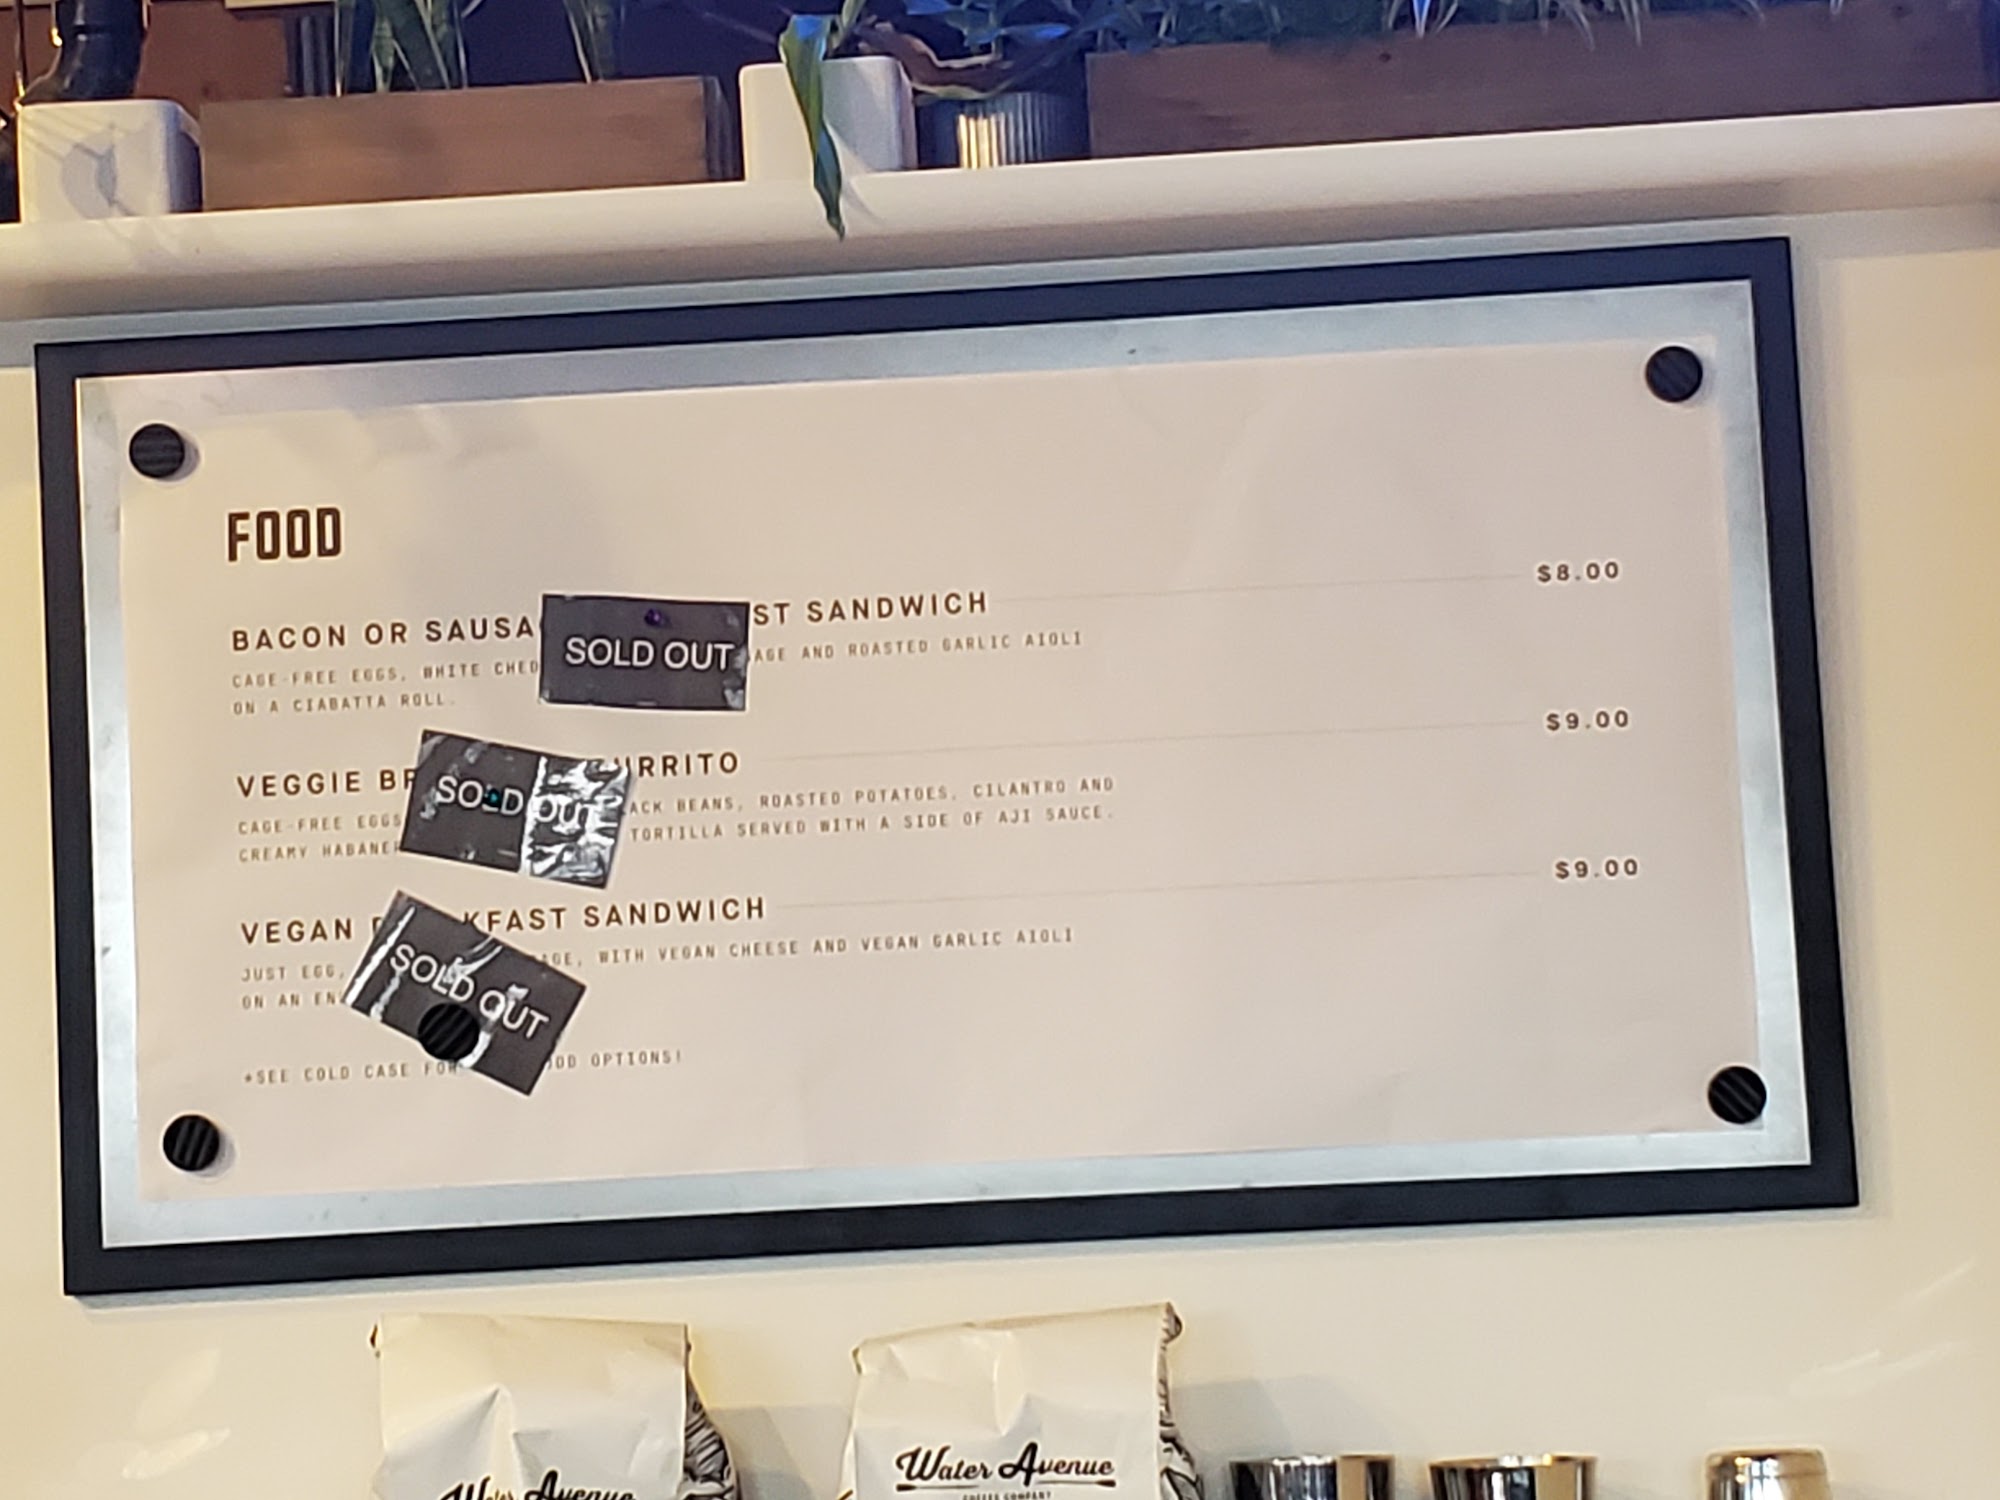 FOOD
BACON OR SAUSA ST SANDWICH $8.00
SOLD OUT
CAGE-FREE EGGS, WHITE CHED AGE AND ROASTED GARLIC AIOLI
ON A CIABATTA ROLL.
VEGGIE BR URRITO $9.00
SOLD OUT
CAGE-FREE EGGS ACK BEANS, ROASTED POTATOES, CILANTRO AND
CREAMY HABANER TORTILLA SERVED WITH A SIDE OF AJI SAUCE.
VEGAN KFAST SANDWICH $9.00
SOLD OUT
JUST EGG, AGE, WITH VEGAN CHEESE AND VEGAN GARLIC AIOLI
ON AN EN
*SEE COLD CASE FOR OOD OPTIONS!
Water Avenue
Water Avenue
COFFEE COMPANY